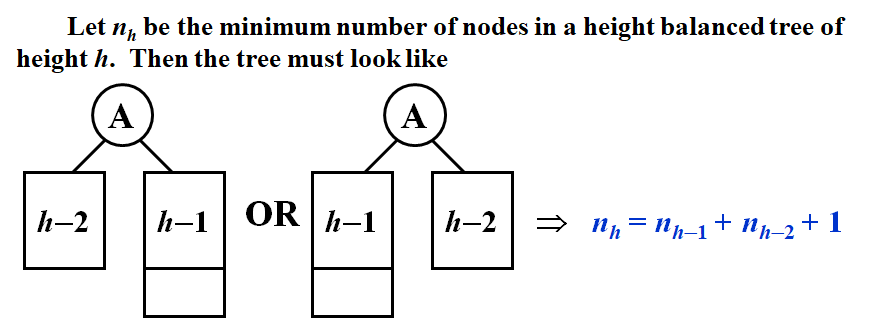 Let n_h be the minimum number of nodes in a height balanced tree of
height h. Then the tree must look like
A A
h–2 h–1 OR h–1 h–2 ⇒ n_h = n_{h–1} + n_{h–2} + 1